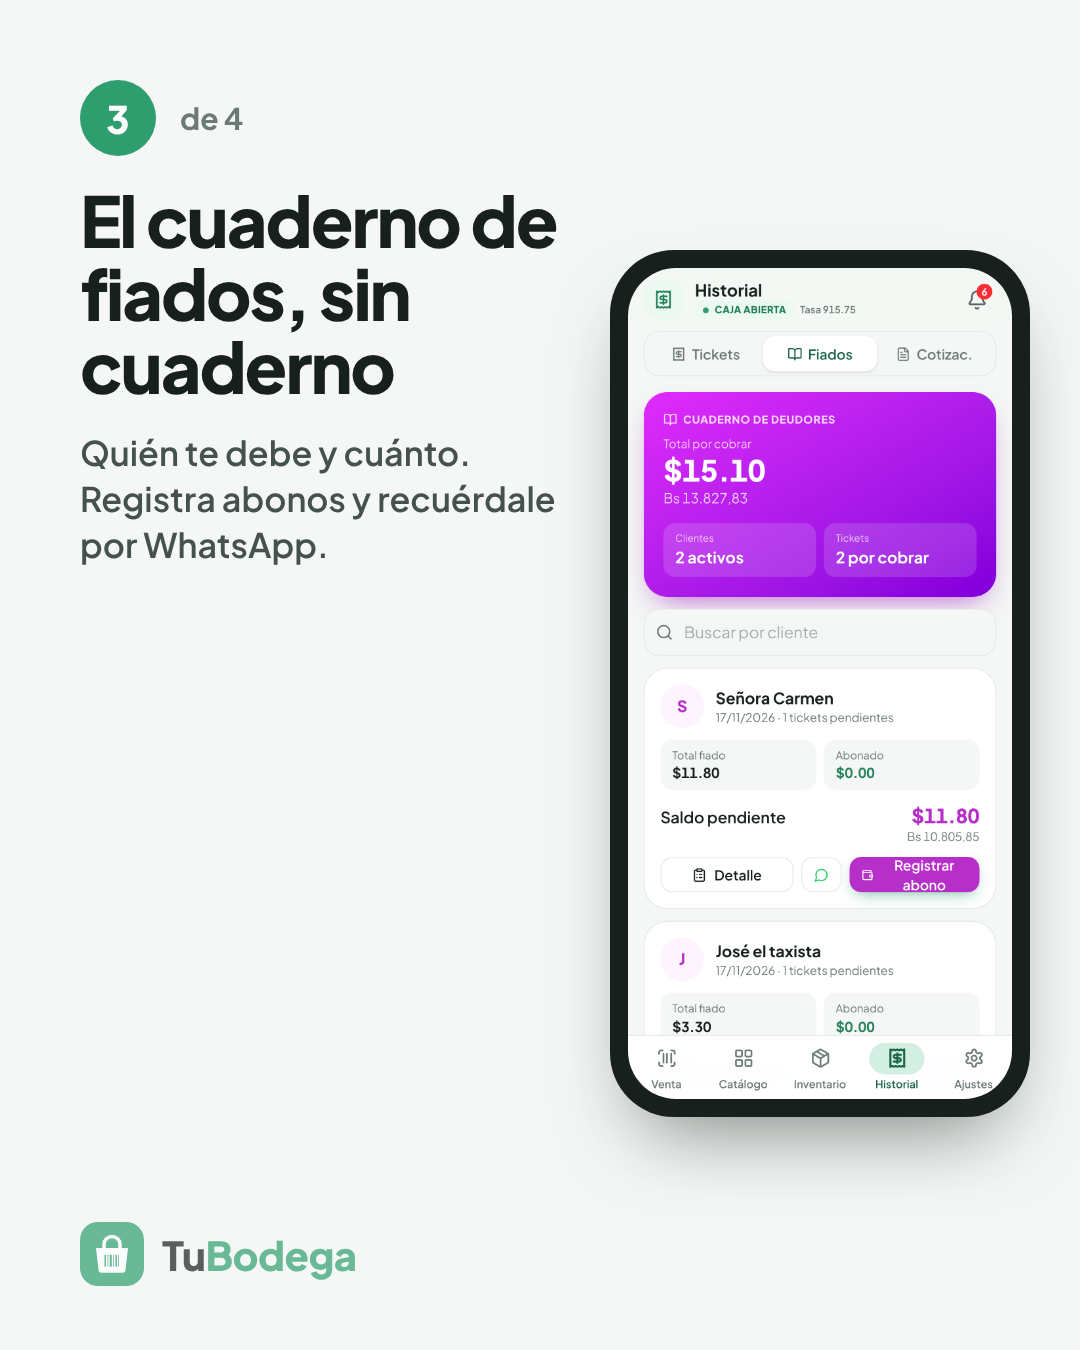 3 de 4
El cuaderno de
fiados, sin
cuaderno
Quién te debe y cuánto.
Registra abonos y recuérdale
por WhatsApp.
Historial
CAJA ABIERTA Tasa 915.75
6
Tickets Fiados Cotizac.
CUADERNO DE DEUDORES
Total por cobrar
$15.10
Bs 13.827,83
Clientes Tickets
2 activos 2 por cobrar
Buscar por cliente
S
Señora Carmen
17/11/2026 · 1 tickets pendientes
Total fiado Abonado
$11.80 $0.00
Saldo pendiente $11.80
Bs 10.805,85
Detalle Registrar
abono
J
José el taxista
17/11/2026 · 1 tickets pendientes
Total fiado Abonado
$3.30 $0.00
Venta Catálogo Inventario Historial Ajustes
TuBodega